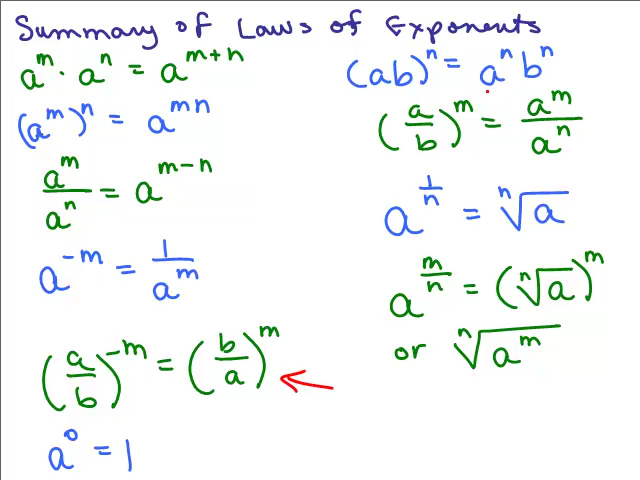 Summary of Laws of Exponents
a^m · a^n = a^(m+n)
(a^m)^n = a^(mn)
a^m/a^n = a^(m-n)
a^(-m) = 1/a^m
(a/b)^(-m) = (b/a)^m
a^0 = 1
(ab)^n = a^n b^n
(a/b)^m = a^m/a^n
a^(1/n) = ⁿ√a
a^(m/n) = (ⁿ√a)^m
or ⁿ√(a^m)